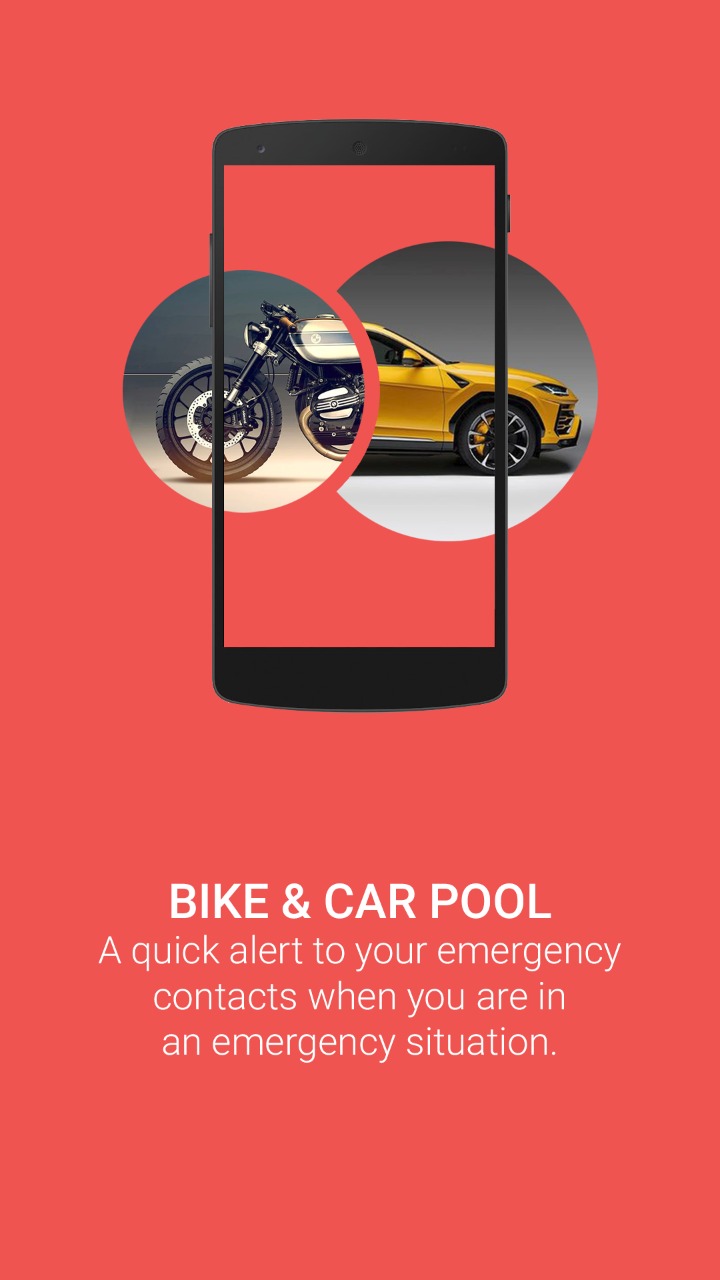 BIKE & CAR POOL
A quick alert to your emergency
contacts when you are in
an emergency situation.